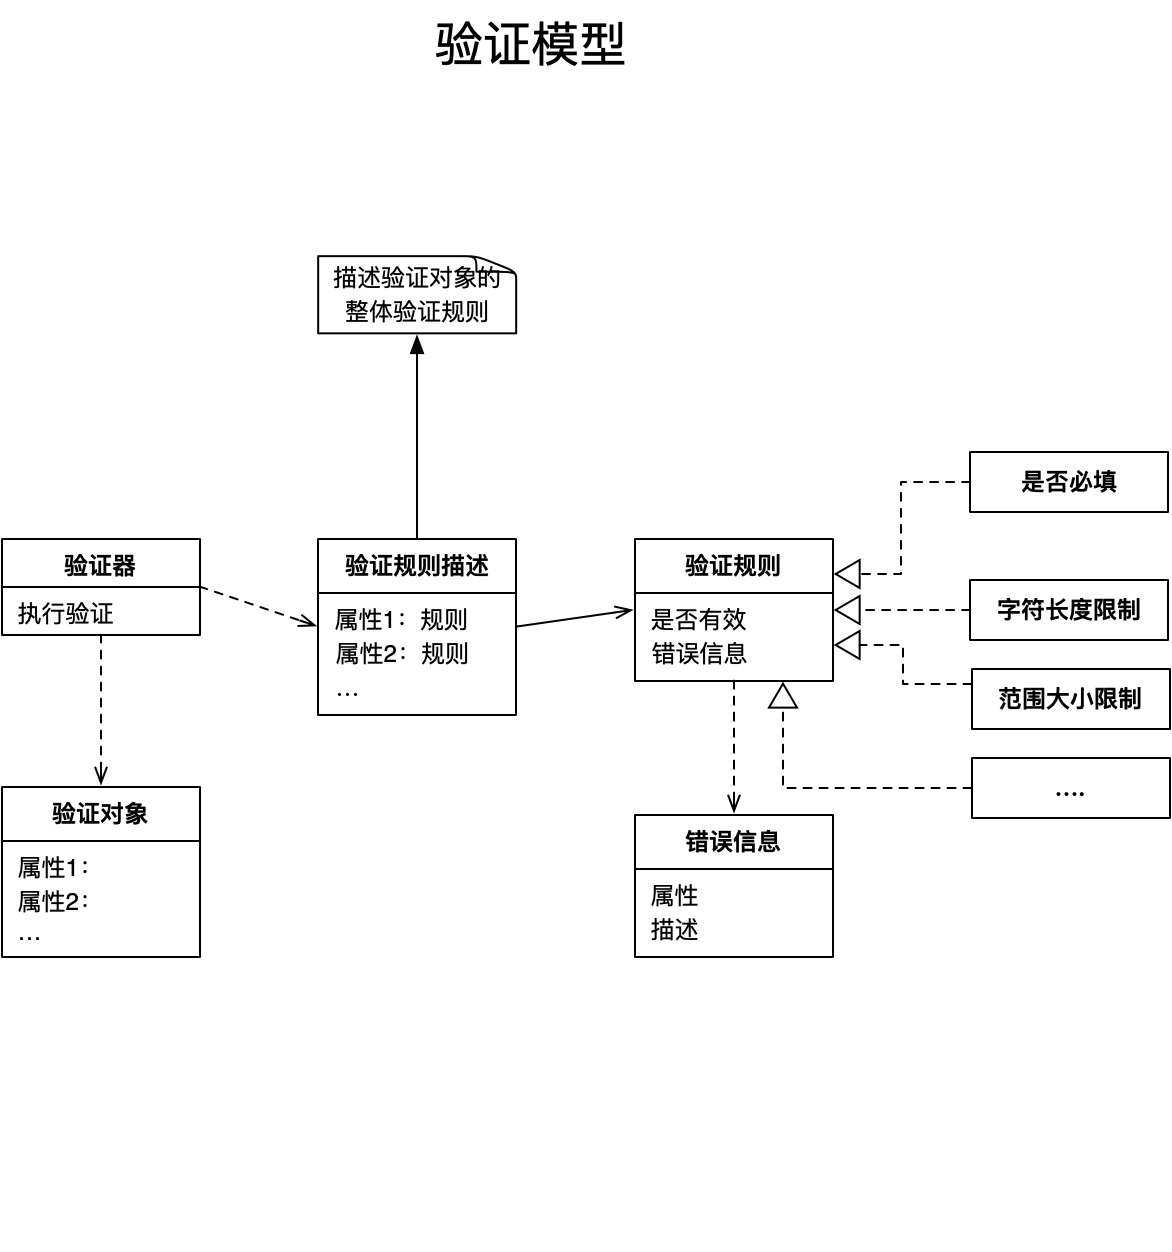 验证模型
描述验证对象的
整体验证规则
验证器
执行验证
验证规则描述
属性1：规则
属性2：规则
...
验证规则
是否有效
错误信息
是否必填
字符长度限制
范围大小限制
....
验证对象
属性1：
属性2：
...
错误信息
属性
描述